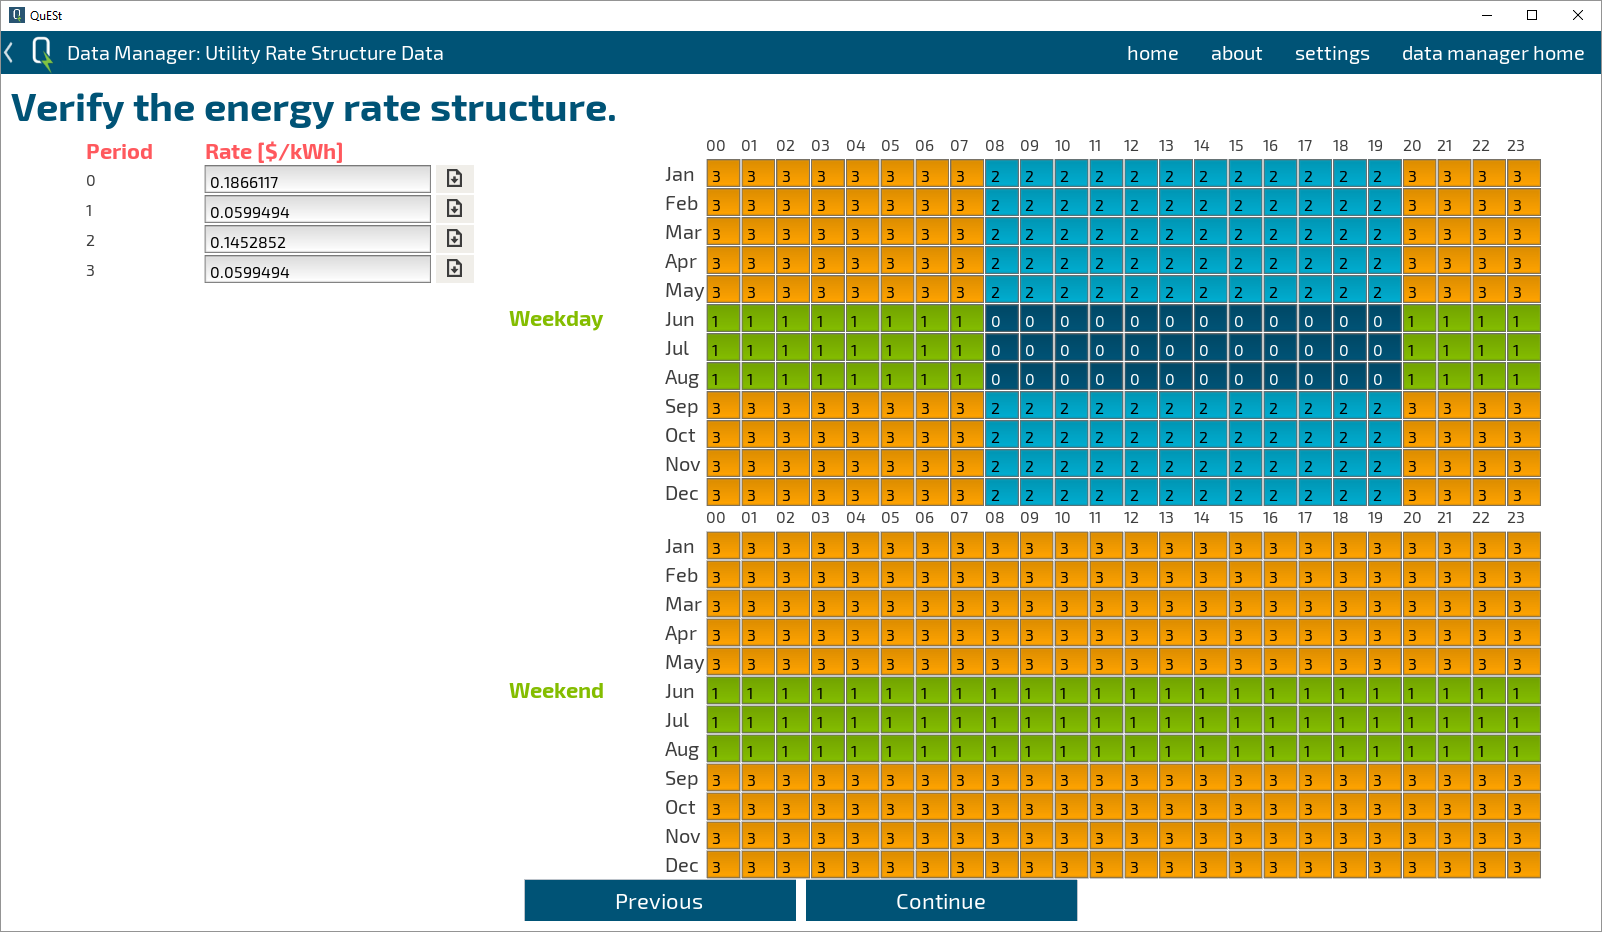 QuESt
Data Manager: Utility Rate Structure Data home about settings data manager home
Verify the energy rate structure.
Period Rate [$/kWh]
0 0.1866117
1 0.0599494
2 0.1452852
3 0.0599494
Weekday
00 01 02 03 04 05 06 07 08 09 10 11 12 13 14 15 16 17 18 19 20 21 22 23
Jan 3 3 3 3 3 3 3 3 2 2 2 2 2 2 2 2 2 2 2 2 3 3 3 3
Feb 3 3 3 3 3 3 3 3 2 2 2 2 2 2 2 2 2 2 2 2 3 3 3 3
Mar 3 3 3 3 3 3 3 3 2 2 2 2 2 2 2 2 2 2 2 2 3 3 3 3
Apr 3 3 3 3 3 3 3 3 2 2 2 2 2 2 2 2 2 2 2 2 3 3 3 3
May 3 3 3 3 3 3 3 3 2 2 2 2 2 2 2 2 2 2 2 2 3 3 3 3
Jun 1 1 1 1 1 1 1 1 0 0 0 0 0 0 0 0 0 0 0 0 1 1 1 1
Jul 1 1 1 1 1 1 1 1 0 0 0 0 0 0 0 0 0 0 0 0 1 1 1 1
Aug 1 1 1 1 1 1 1 1 0 0 0 0 0 0 0 0 0 0 0 0 1 1 1 1
Sep 3 3 3 3 3 3 3 3 2 2 2 2 2 2 2 2 2 2 2 2 3 3 3 3
Oct 3 3 3 3 3 3 3 3 2 2 2 2 2 2 2 2 2 2 2 2 3 3 3 3
Nov 3 3 3 3 3 3 3 3 2 2 2 2 2 2 2 2 2 2 2 2 3 3 3 3
Dec 3 3 3 3 3 3 3 3 2 2 2 2 2 2 2 2 2 2 2 2 3 3 3 3
Weekend
00 01 02 03 04 05 06 07 08 09 10 11 12 13 14 15 16 17 18 19 20 21 22 23
Jan 3 3 3 3 3 3 3 3 3 3 3 3 3 3 3 3 3 3 3 3 3 3 3 3
Feb 3 3 3 3 3 3 3 3 3 3 3 3 3 3 3 3 3 3 3 3 3 3 3 3
Mar 3 3 3 3 3 3 3 3 3 3 3 3 3 3 3 3 3 3 3 3 3 3 3 3
Apr 3 3 3 3 3 3 3 3 3 3 3 3 3 3 3 3 3 3 3 3 3 3 3 3
May 3 3 3 3 3 3 3 3 3 3 3 3 3 3 3 3 3 3 3 3 3 3 3 3
Jun 1 1 1 1 1 1 1 1 1 1 1 1 1 1 1 1 1 1 1 1 1 1 1 1
Jul 1 1 1 1 1 1 1 1 1 1 1 1 1 1 1 1 1 1 1 1 1 1 1 1
Aug 1 1 1 1 1 1 1 1 1 1 1 1 1 1 1 1 1 1 1 1 1 1 1 1
Sep 3 3 3 3 3 3 3 3 3 3 3 3 3 3 3 3 3 3 3 3 3 3 3 3
Oct 3 3 3 3 3 3 3 3 3 3 3 3 3 3 3 3 3 3 3 3 3 3 3 3
Nov 3 3 3 3 3 3 3 3 3 3 3 3 3 3 3 3 3 3 3 3 3 3 3 3
Dec 3 3 3 3 3 3 3 3 3 3 3 3 3 3 3 3 3 3 3 3 3 3 3 3
Previous Continue